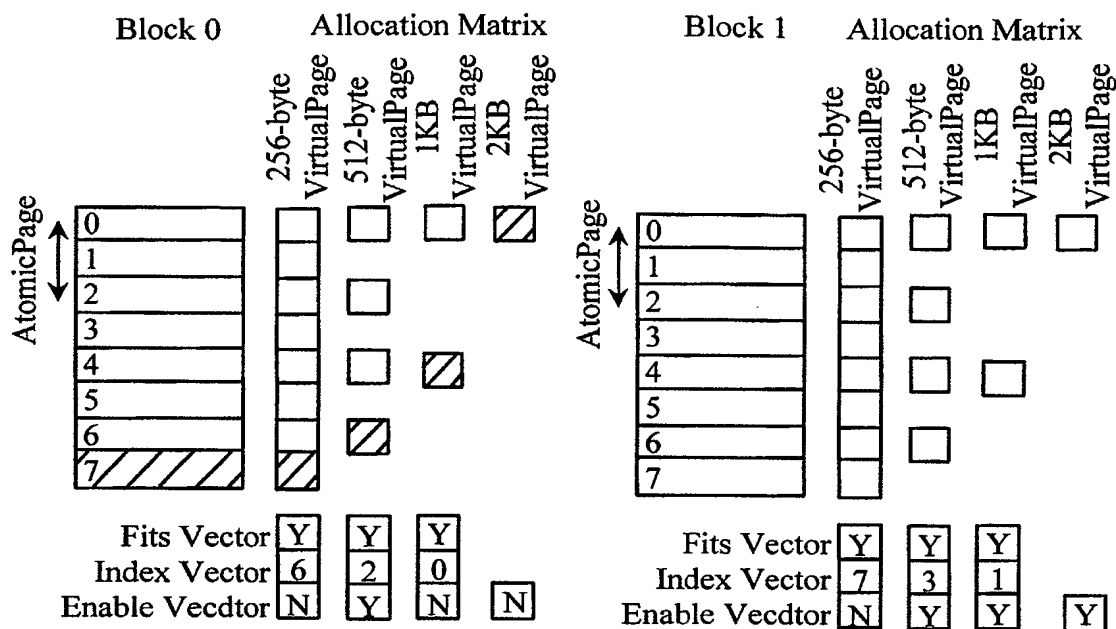 Block 0
Allocation Matrix
256-byte
VirtualPage
512-byte
VirtualPage
1KB
VirtualPage
2KB
VirtualPage
AtomicPage
0
1
2
3
4
5
6
7
Fits Vector Y Y Y
Index Vector 6 2 0
Enable Vecdtor N Y N N
Block 1
Allocation Matrix
256-byte
VirtualPage
512-byte
VirtualPage
1KB
VirtualPage
2KB
VirtualPage
AtomicPage
0
1
2
3
4
5
6
7
Fits Vector Y Y Y
Index Vector 7 3 1
Enable Vecdtor N Y Y Y